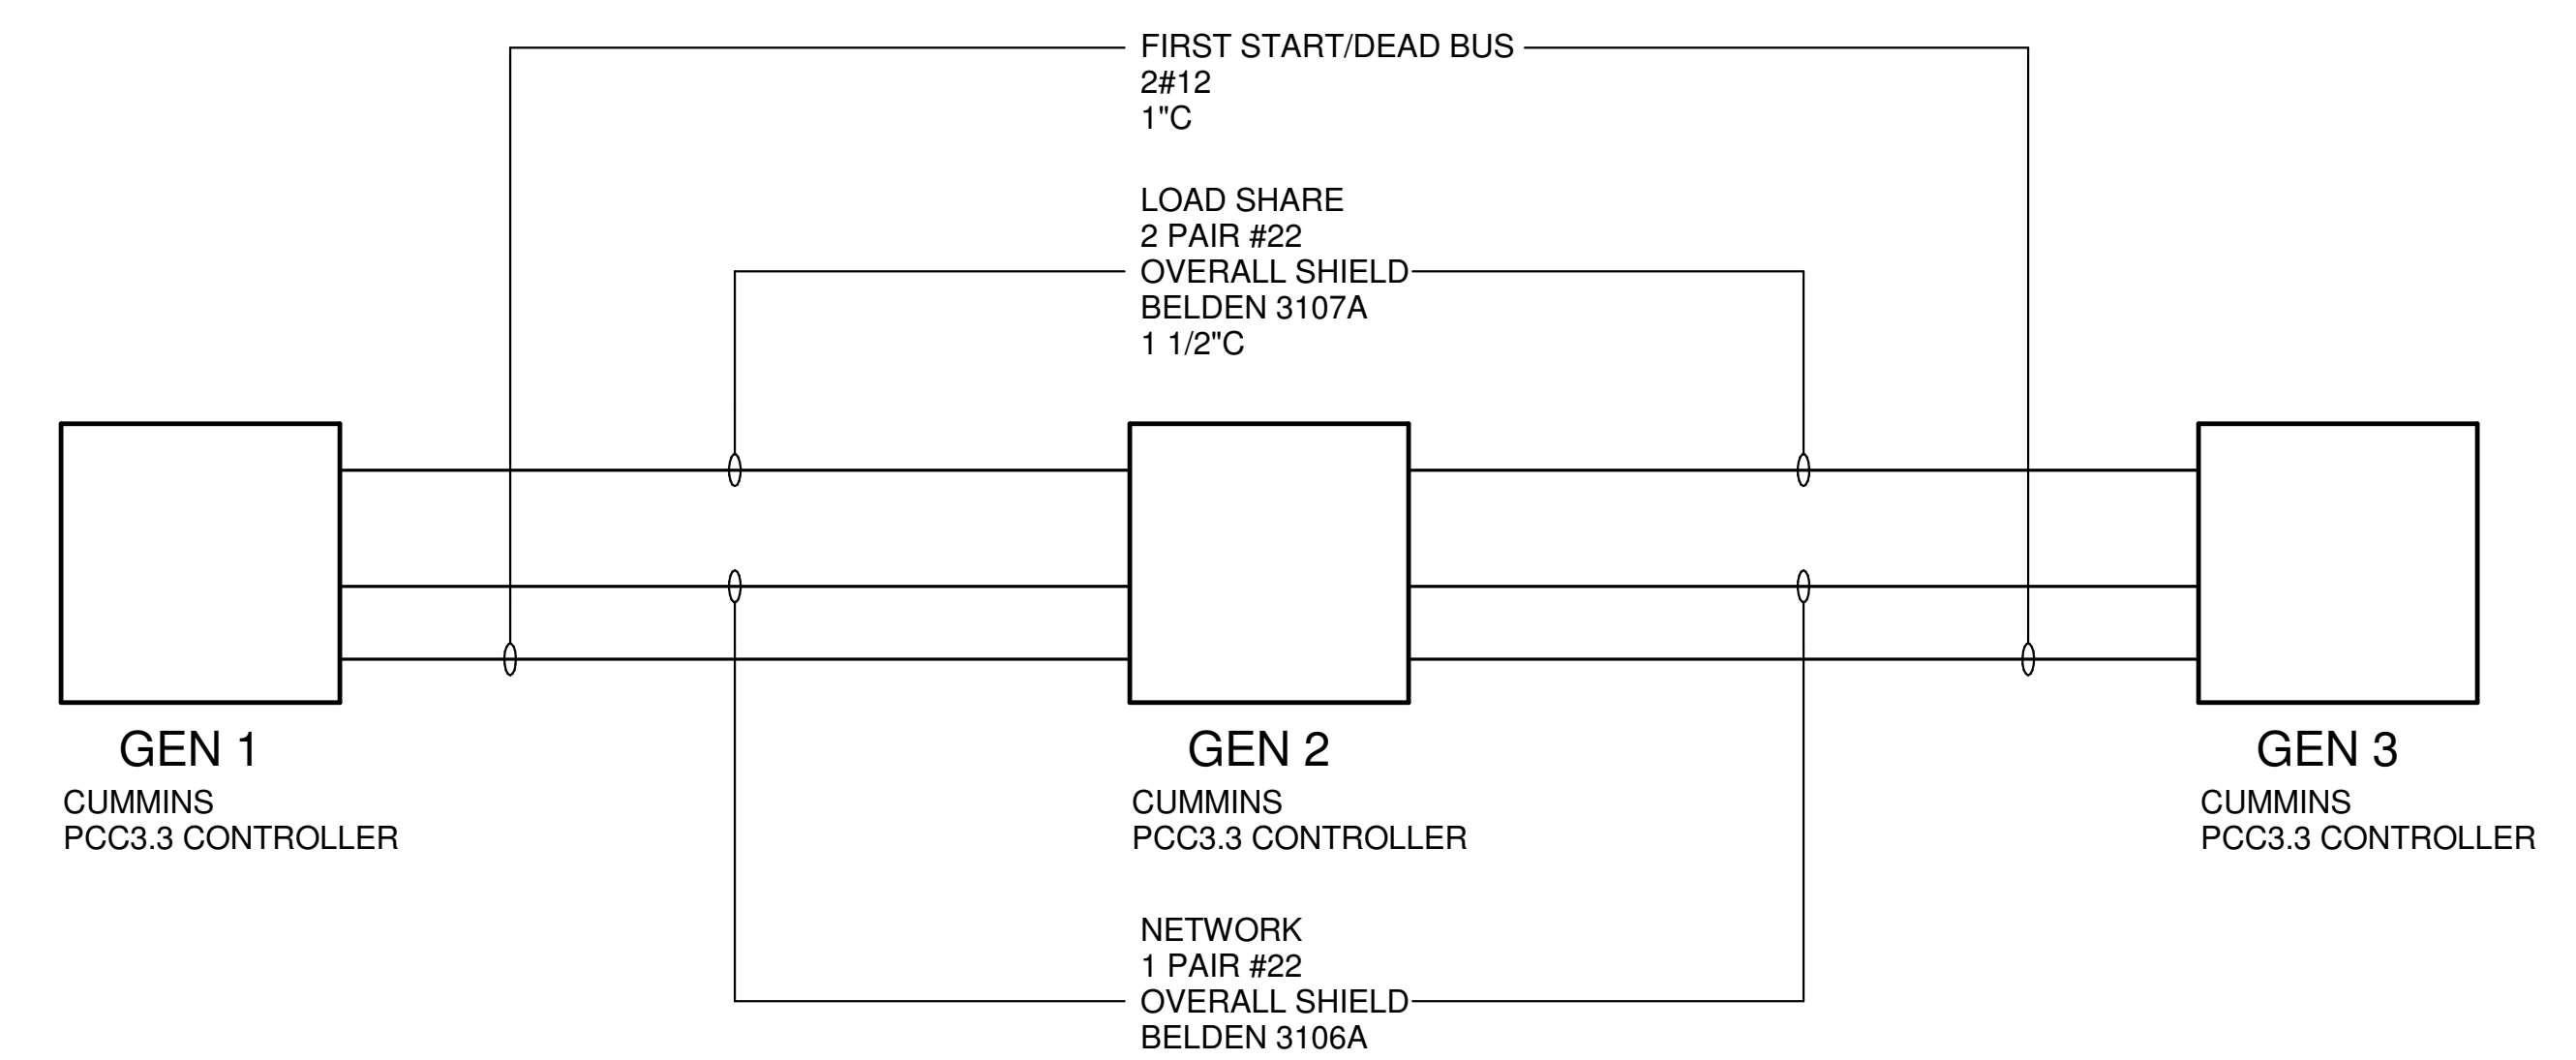 FIRST START/DEAD BUS
2#12
1"C
LOAD SHARE
2 PAIR #22
OVERALL SHIELD
BELDEN 3107A
1 1/2"C
GEN 1
CUMMINS
PCC3.3 CONTROLLER
GEN 2
CUMMINS
PCC3.3 CONTROLLER
GEN 3
CUMMINS
PCC3.3 CONTROLLER
NETWORK
1 PAIR #22
OVERALL SHIELD
BELDEN 3106A